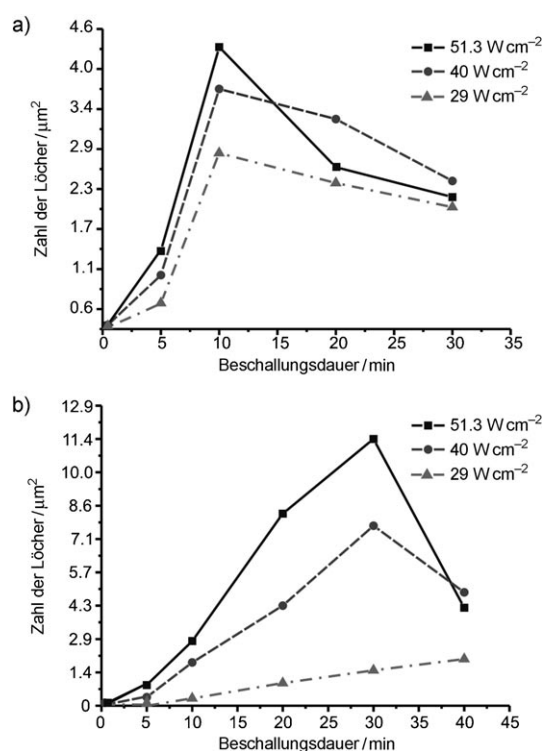 a)
4.6
4.0
3.4
2.9
2.3
1.7
1.1
0.6
Zahl der Löcher/μm²
51.3 W cm⁻²
40 W cm⁻²
29 W cm⁻²
0 5 10 15 20 25 30 35
Beschallungsdauer/min
b)
12.9
11.4
10.0
8.6
7.1
5.7
4.3
2.9
1.4
0
Zahl der Löcher/μm²
51.3 W cm⁻²
40 W cm⁻²
29 W cm⁻²
0 5 10 15 20 25 30 35 40 45
Beschallungsdauer/min